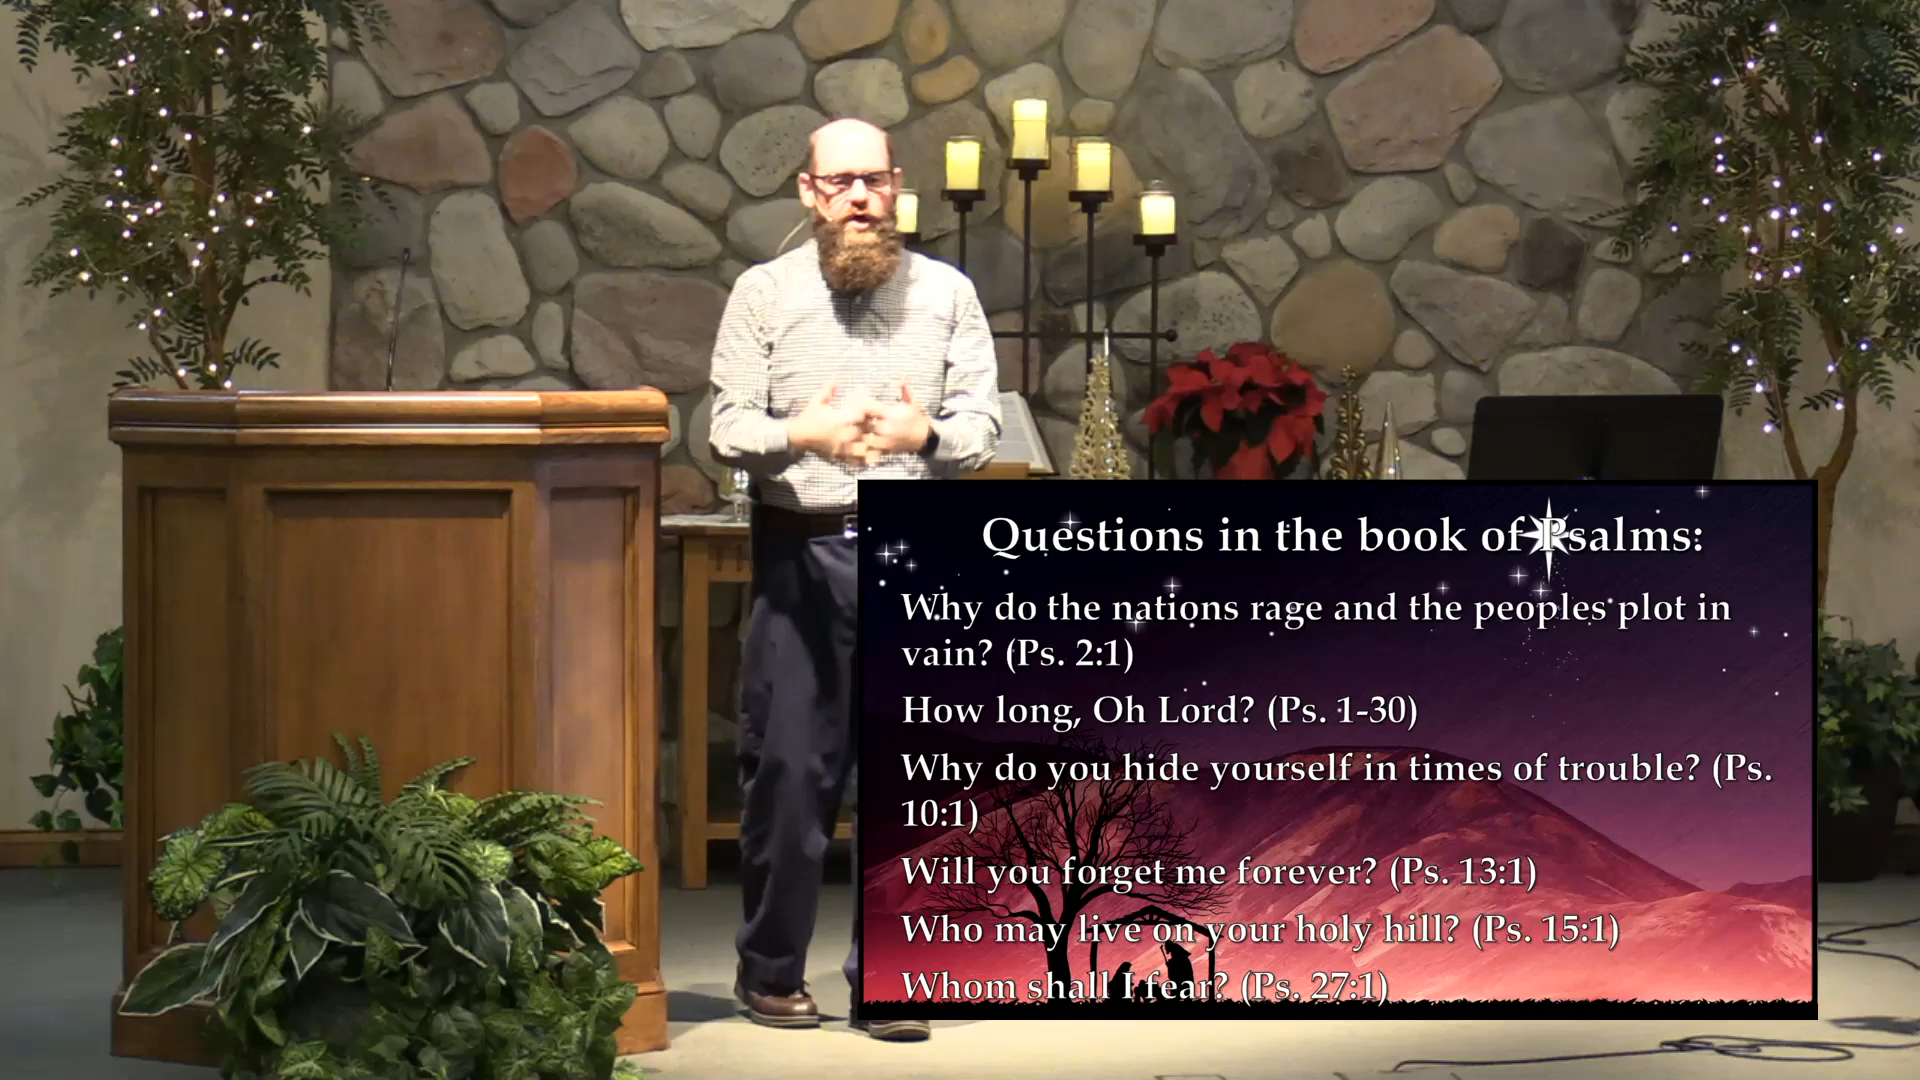 Questions in the book of Psalms:
Why do the nations rage and the peoples plot in
vain? (Ps. 2:1)
How long, Oh Lord? (Ps. 1-30)
Why do you hide yourself in times of trouble? (Ps.
10:1)
Will you forget me forever? (Ps. 13:1)
Who may live on your holy hill? (Ps. 15:1)
Whom shall I fear? (Ps. 27:1)